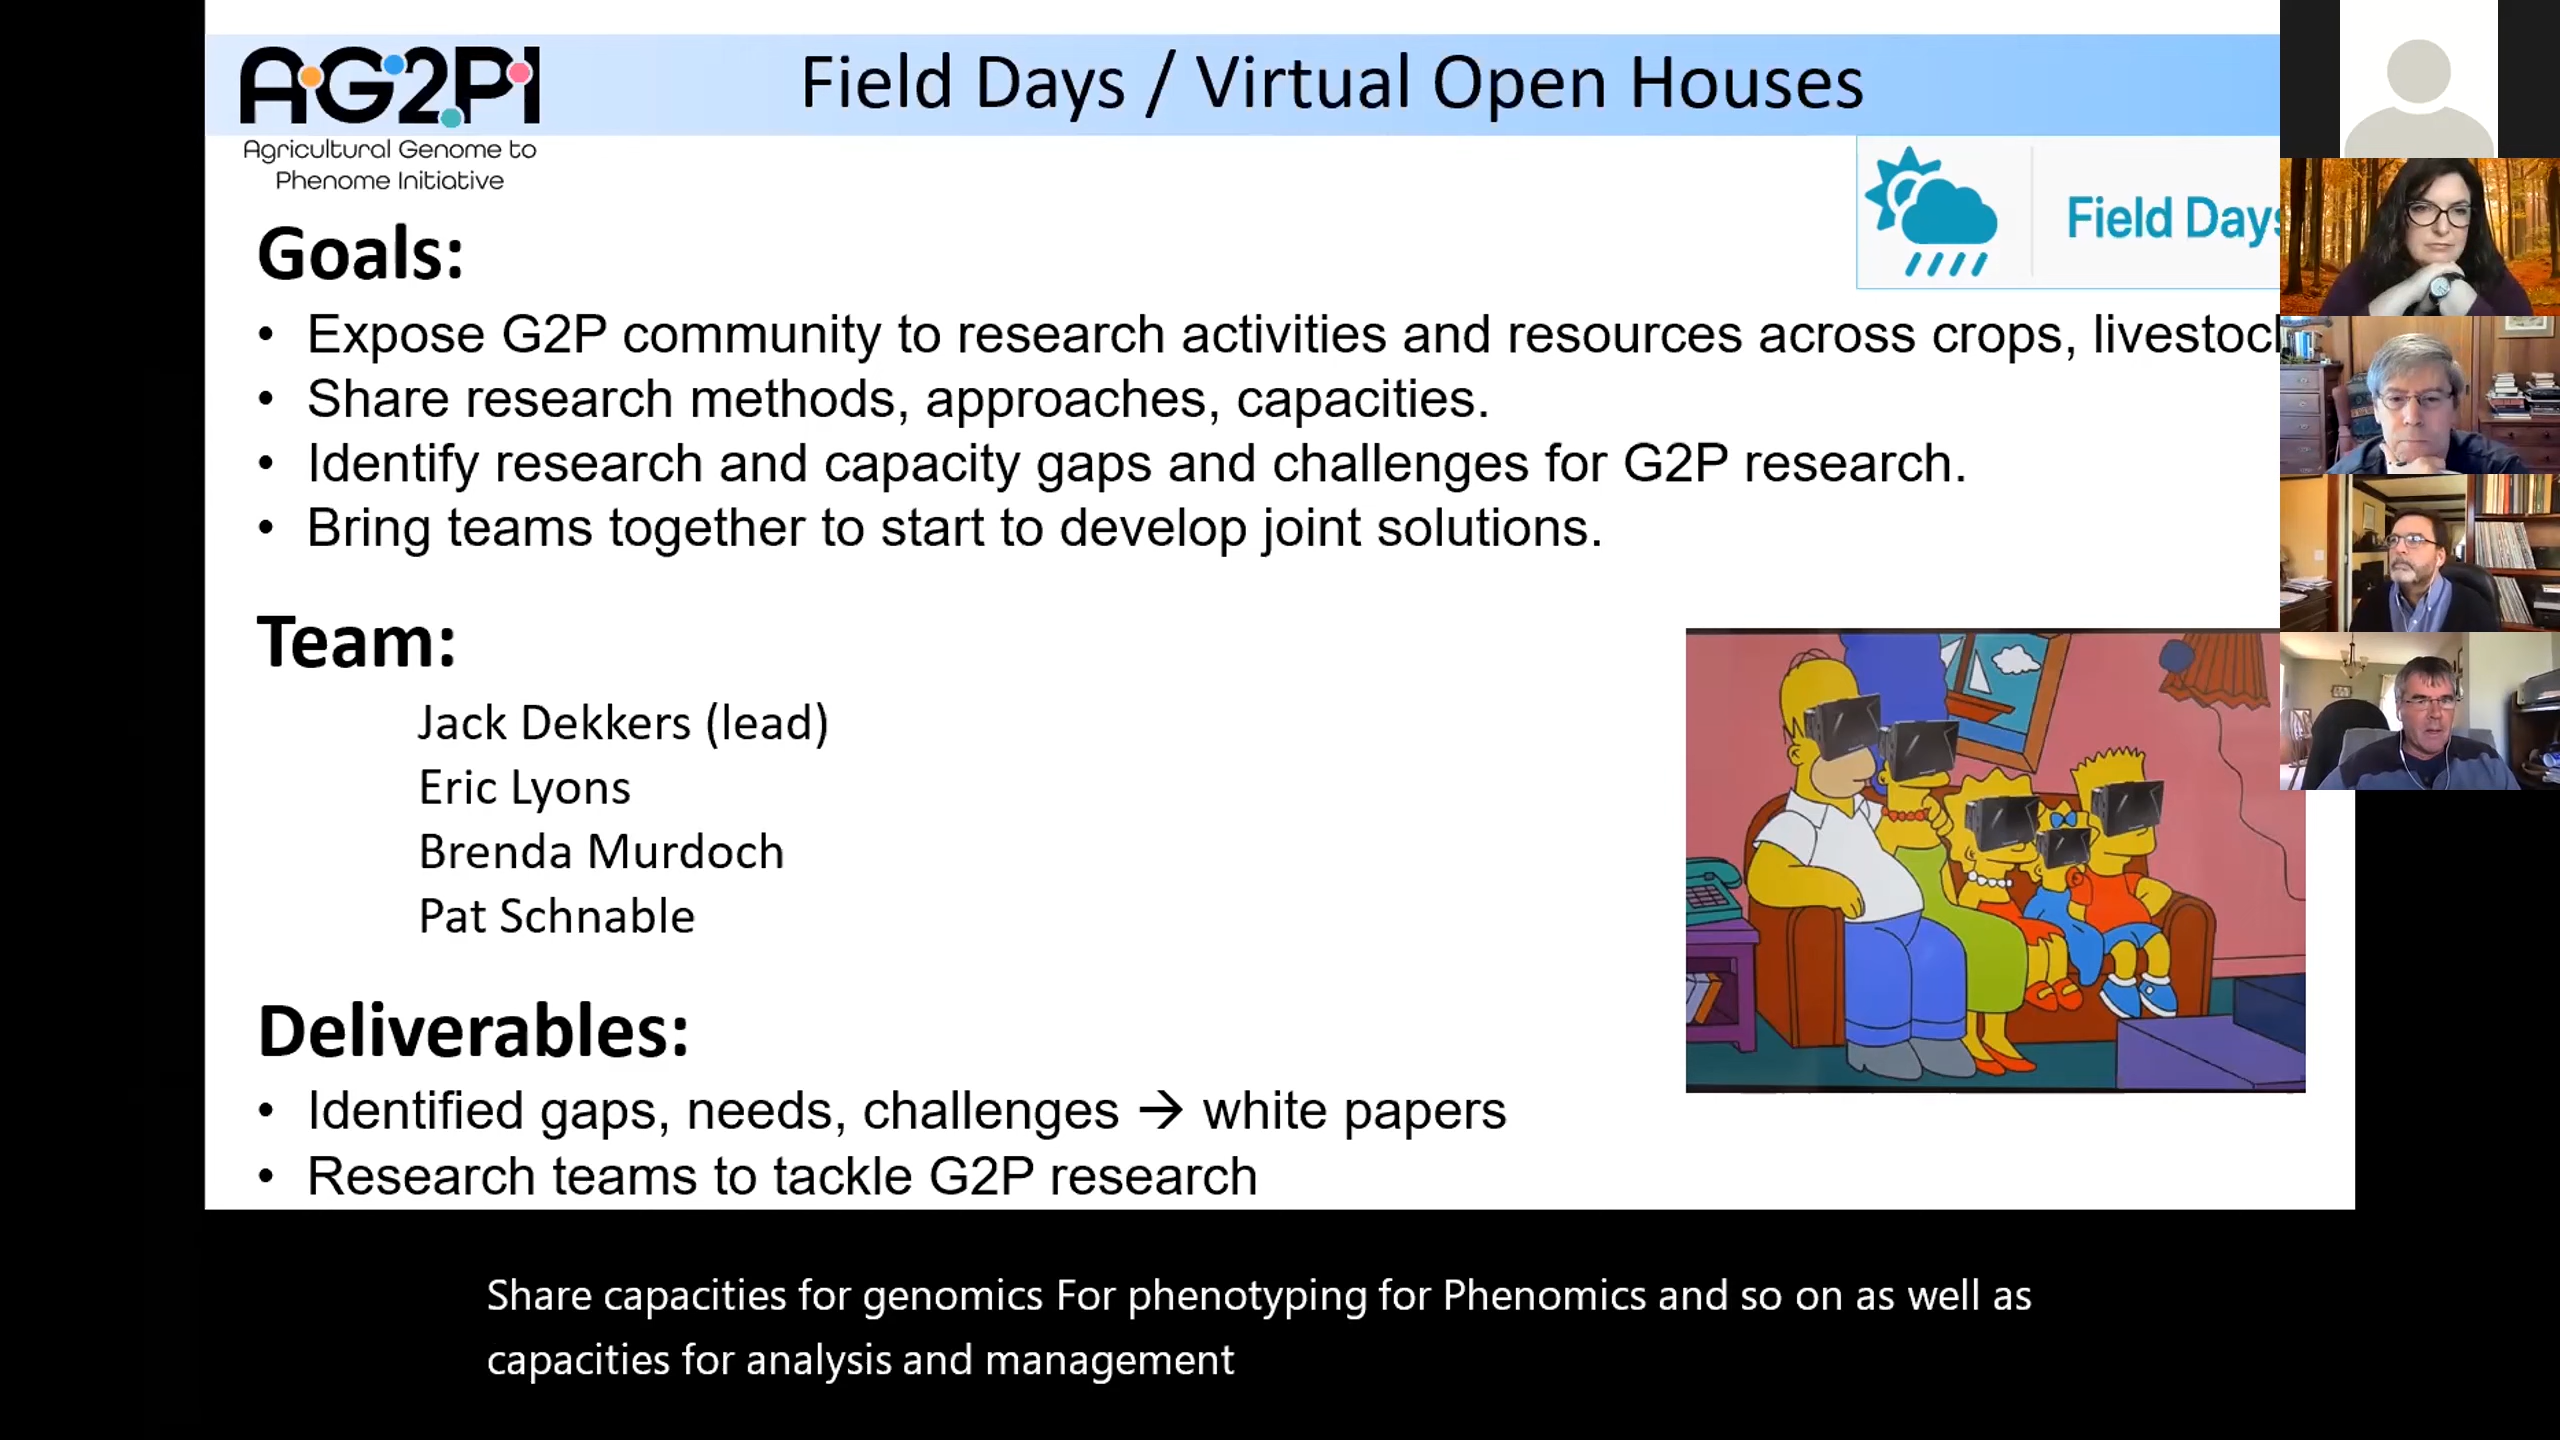 AG2PI
Field Days / Virtual Open Houses
Agricultural Genome to
Phenome Initiative
Field Days
Goals:
• Expose G2P community to research activities and resources across crops,
• Share research methods, approaches, capacities.
• Identify research and capacity gaps and challenges for G2P research.
• Bring teams together to start to develop joint solutions.
Team:
Jack Dekkers (lead)
Eric Lyons
Brenda Murdoch
Pat Schnable
Deliverables:
• Identified gaps, needs, challenges → white papers
• Research teams to tackle G2P research
Share capacities for genomics For phenotyping for Phenomics and so on as well as
capacities for analysis and management